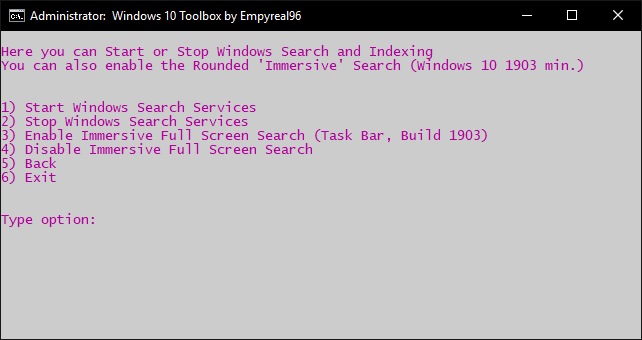 Administrator:  Windows 10 Toolbox by Empyreal96
Here you can Start or Stop Windows Search and Indexing
You can also enable the Rounded 'Immersive' Search (Windows 10 1903 min.)
1) Start Windows Search Services
2) Stop Windows Search Services
3) Enable Immersive Full Screen Search (Task Bar, Build 1903)
4) Disable Immersive Full Screen Search
5) Back
6) Exit
Type option: